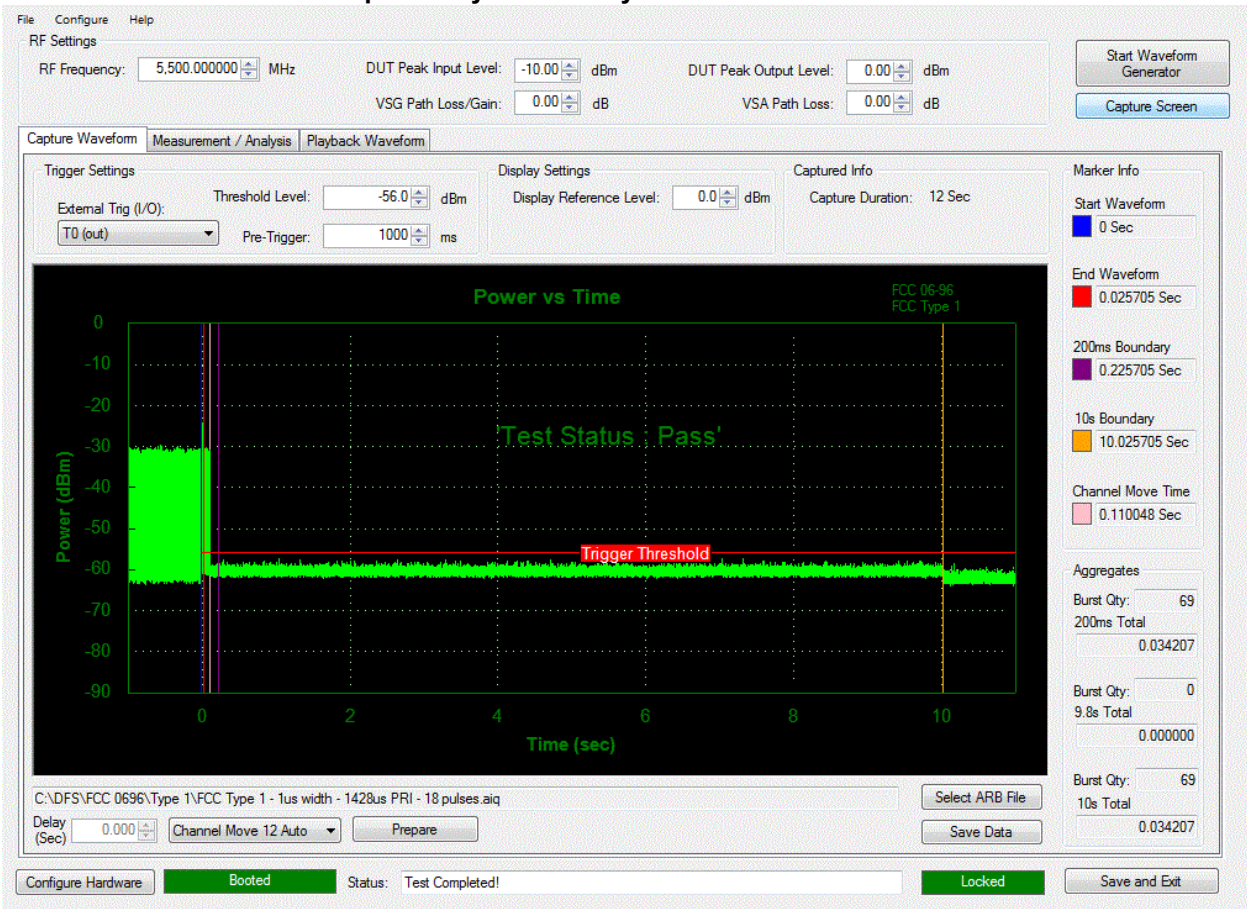 File Configure Help
RF Settings
RF Frequency: 5,500.000000 MHz DUT Peak Input Level: -10.00 dBm DUT Peak Output Level: 0.00 dBm
VSG Path Loss/Gain: 0.00 dB VSA Path Loss: 0.00 dB
Start Waveform
Generator
Capture Screen
Capture Waveform Measurement / Analysis Playback Waveform
Trigger Settings
Threshold Level: -56.0 dBm
External Trig (I/O):
T0 (out)
Pre-Trigger: 1000 ms
Display Settings
Display Reference Level: 0.0 dBm
Captured Info
Capture Duration: 12 Sec
Marker Info
Start Waveform
0 Sec
End Waveform
0.025705 Sec
200ms Boundary
0.225705 Sec
10s Boundary
10.025705 Sec
Channel Move Time
0.110048 Sec
Power vs Time
FCC 06-96
FCC Type 1
0
-10
-20
-30
-40
-50
-60
-70
-80
-90
Power (dBm)
'Test Status : Pass'
Trigger Threshold
0 2 4 6 8 10
Time (sec)
Aggregates
Burst Qty: 69
200ms Total
0.034207
Burst Qty: 0
9.8s Total
0.000000
Burst Qty: 69
10s Total
0.034207
C:\DFS\FCC 0696\Type 1\FCC Type 1 - 1us width - 1428us PRI - 18 pulses.aiq
Select ARB File
Delay
(Sec)
0.000 Channel Move 12 Auto Prepare Save Data
Configure Hardware Booted Status: Test Completed! Locked Save and Exit